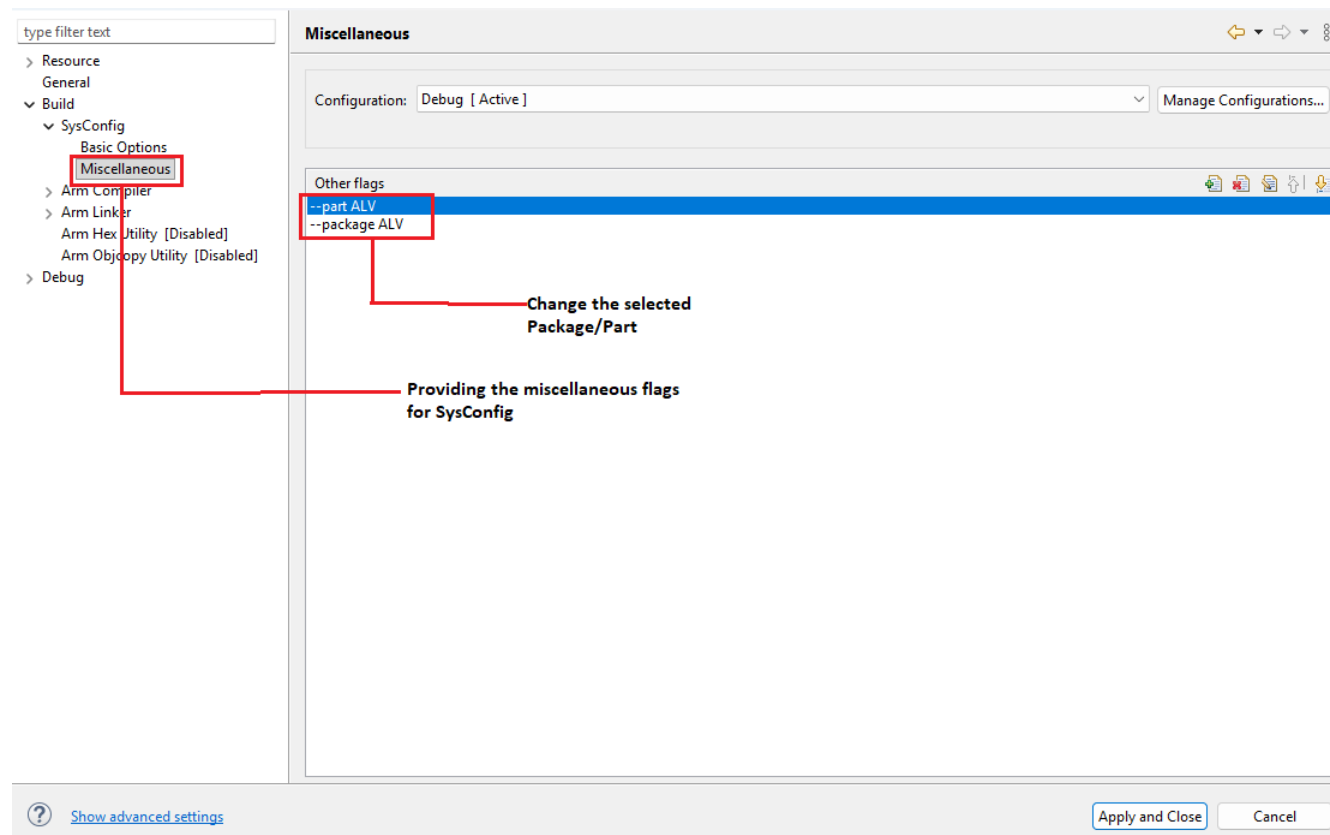 type filter text
Miscellaneous
Resource
General
Build
SysConfig
Basic Options
Miscellaneous
Arm Compiler
Arm Linker
Arm Hex Utility [Disabled]
Arm Objcopy Utility [Disabled]
Debug
Configuration:
Debug [ Active ]
Manage Configurations...
Other flags
--part ALV
--package ALV
Change the selected
Package/Part
Providing the miscellaneous flags
for SysConfig
?
Show advanced settings
Apply and Close
Cancel